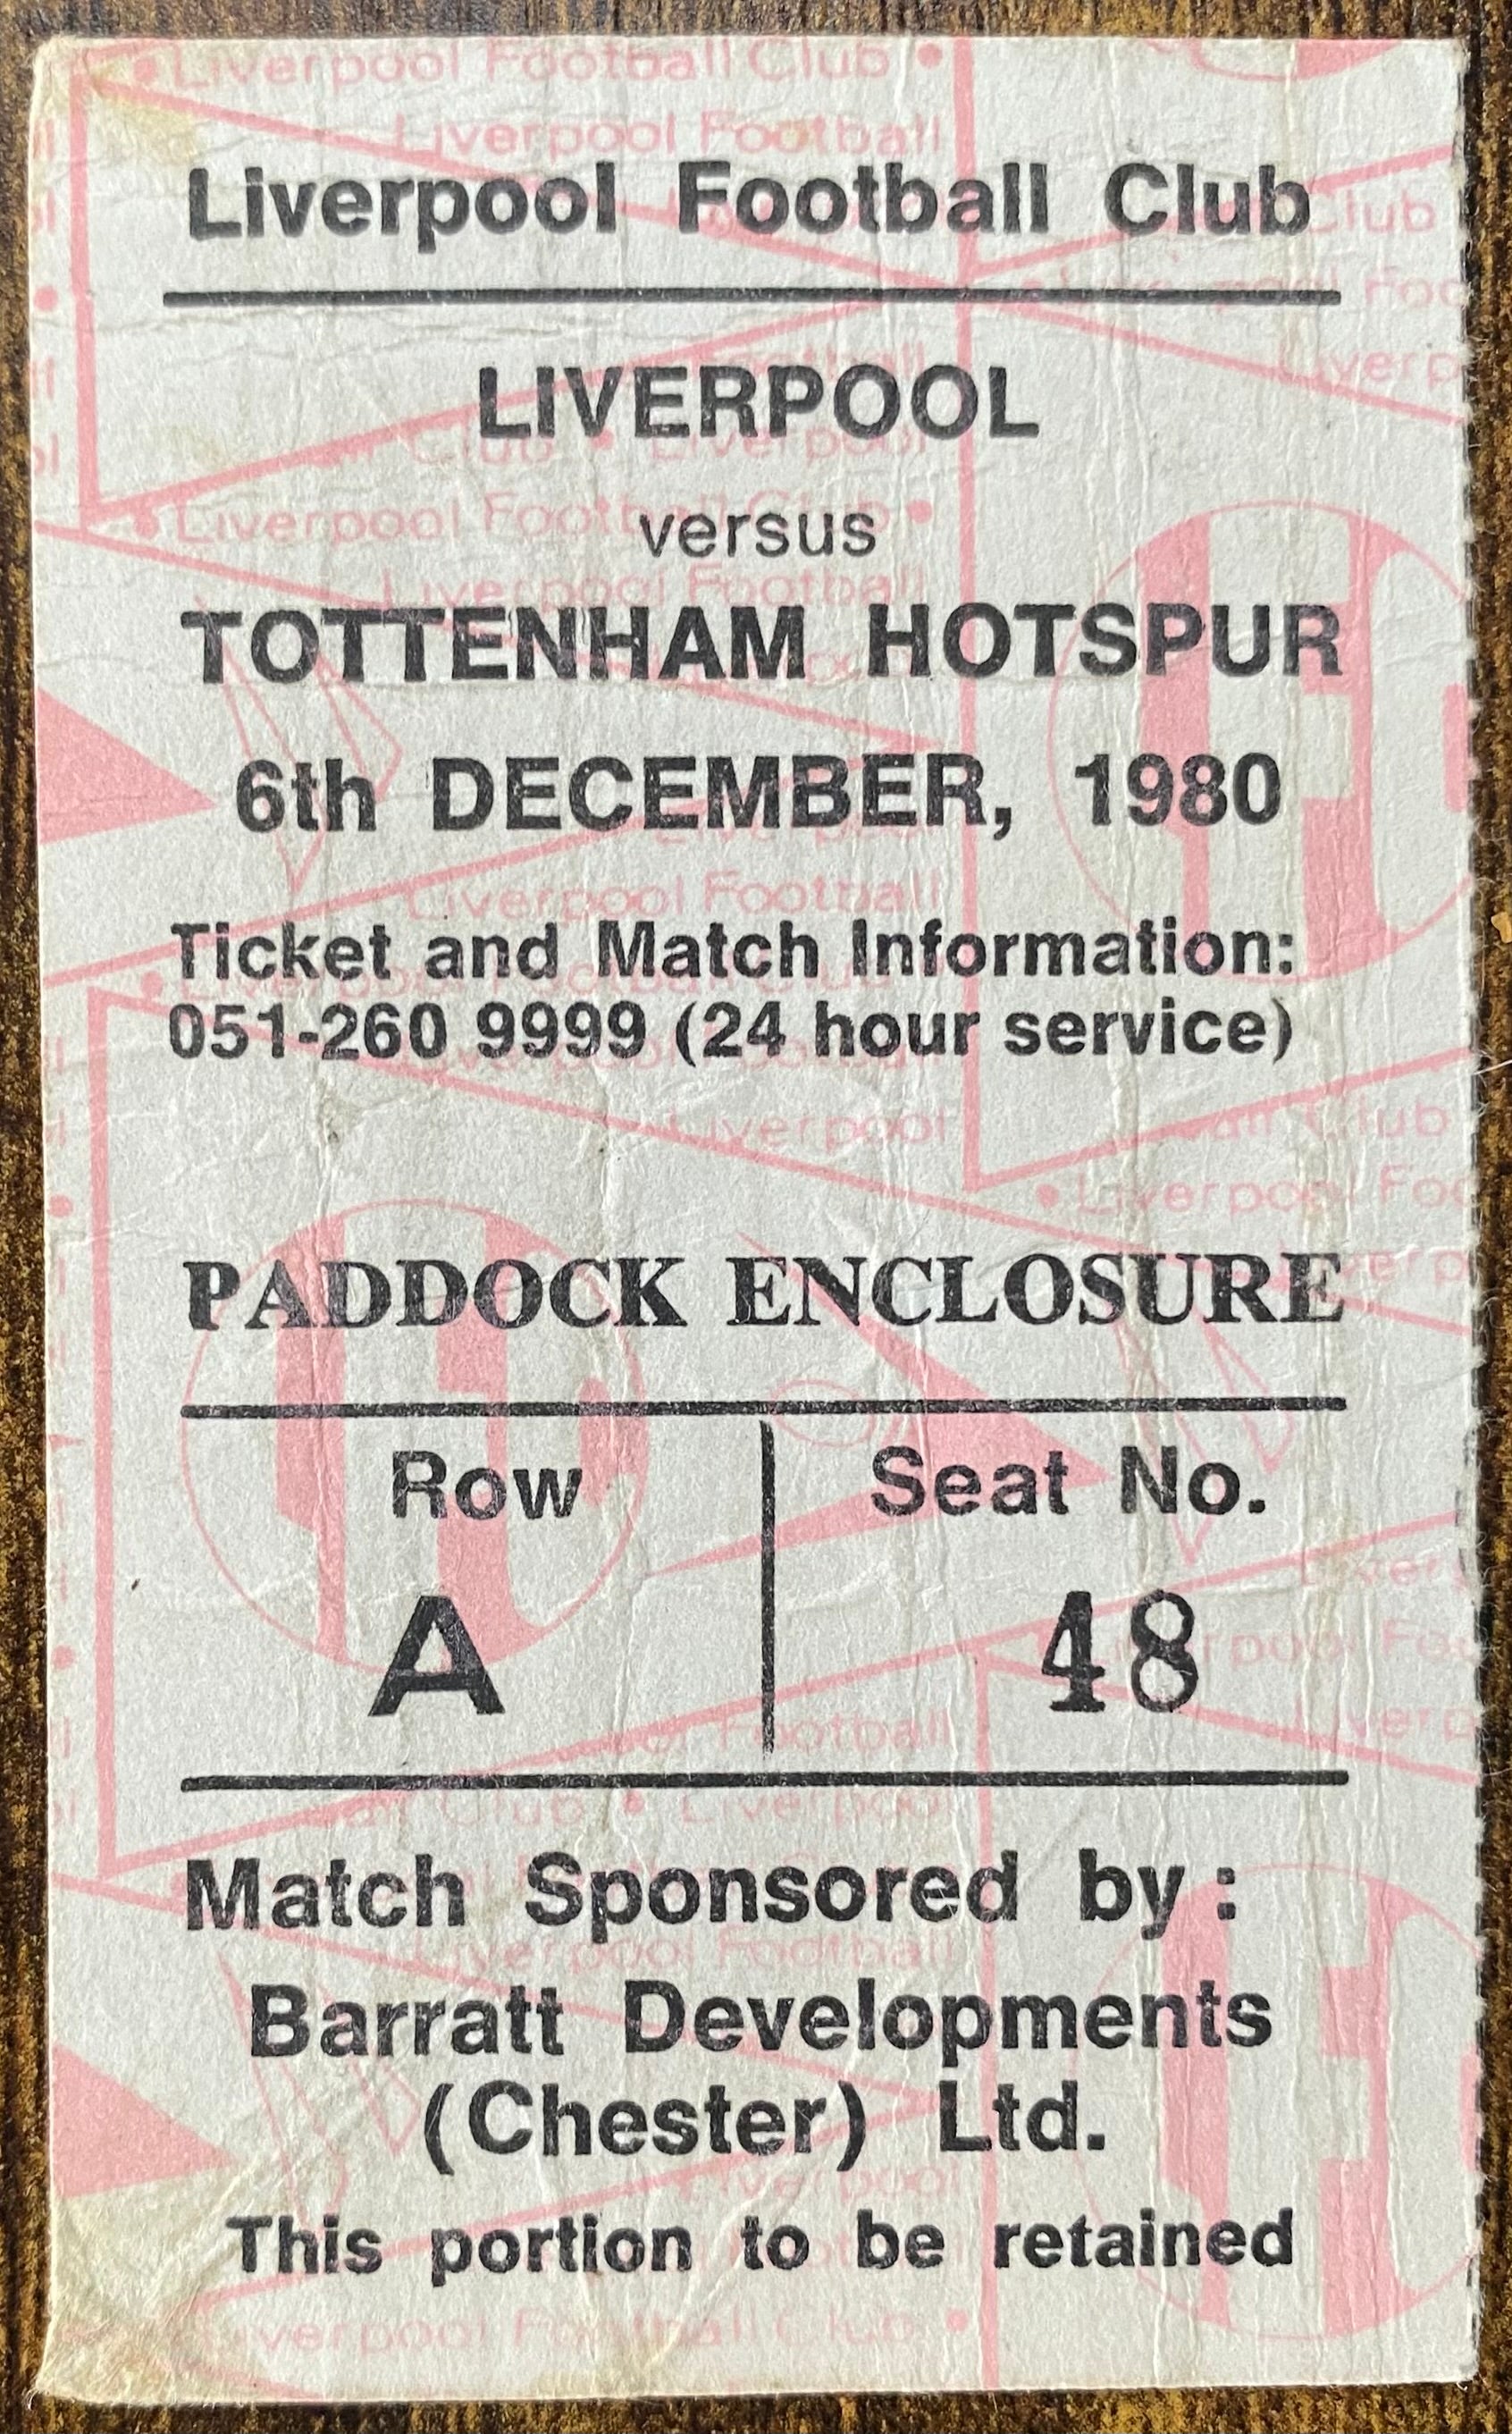 Liverpool Football Club
LIVERPOOL
versus
TOTTENHAM HOTSPUR
6th DECEMBER, 1980
Ticket and Match Information:
051-260 9999 (24 hour service)
PADDOCK ENCLOSURE
Row
Seat No.
A
48
Match Sponsored by:
Barratt Developments
(Chester) Ltd.
This portion to be retained